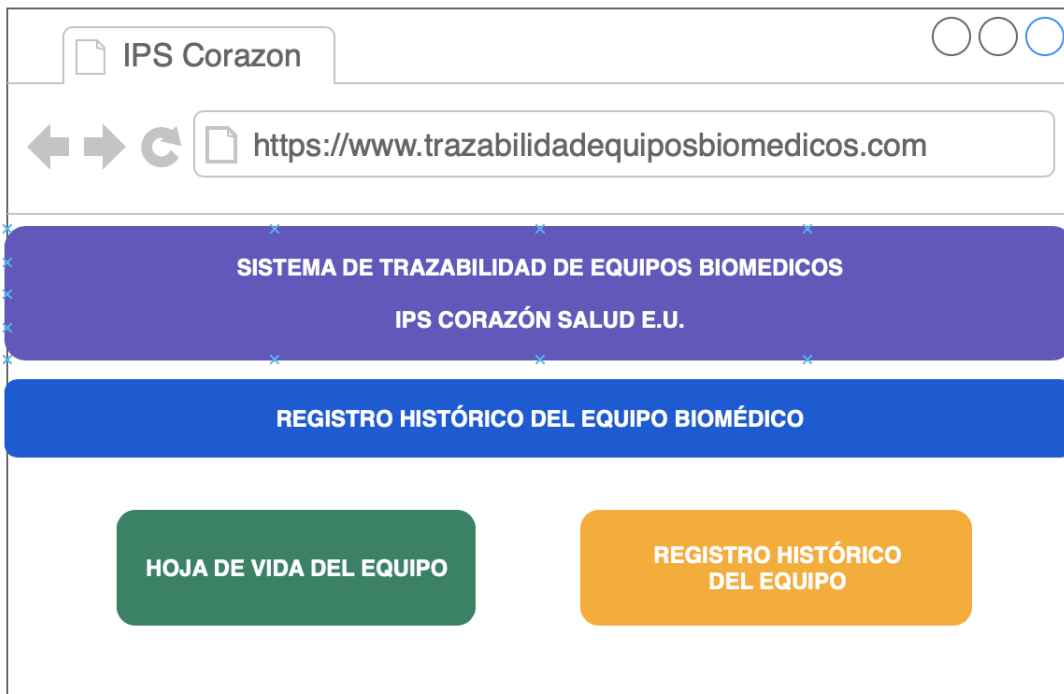 IPS Corazon
https://www.trazabilidadequiposbiomedicos.com
SISTEMA DE TRAZABILIDAD DE EQUIPOS BIOMEDICOS
IPS CORAZÓN SALUD E.U.
REGISTRO HISTÓRICO DEL EQUIPO BIOMÉDICO
HOJA DE VIDA DEL EQUIPO
REGISTRO HISTÓRICO
DEL EQUIPO